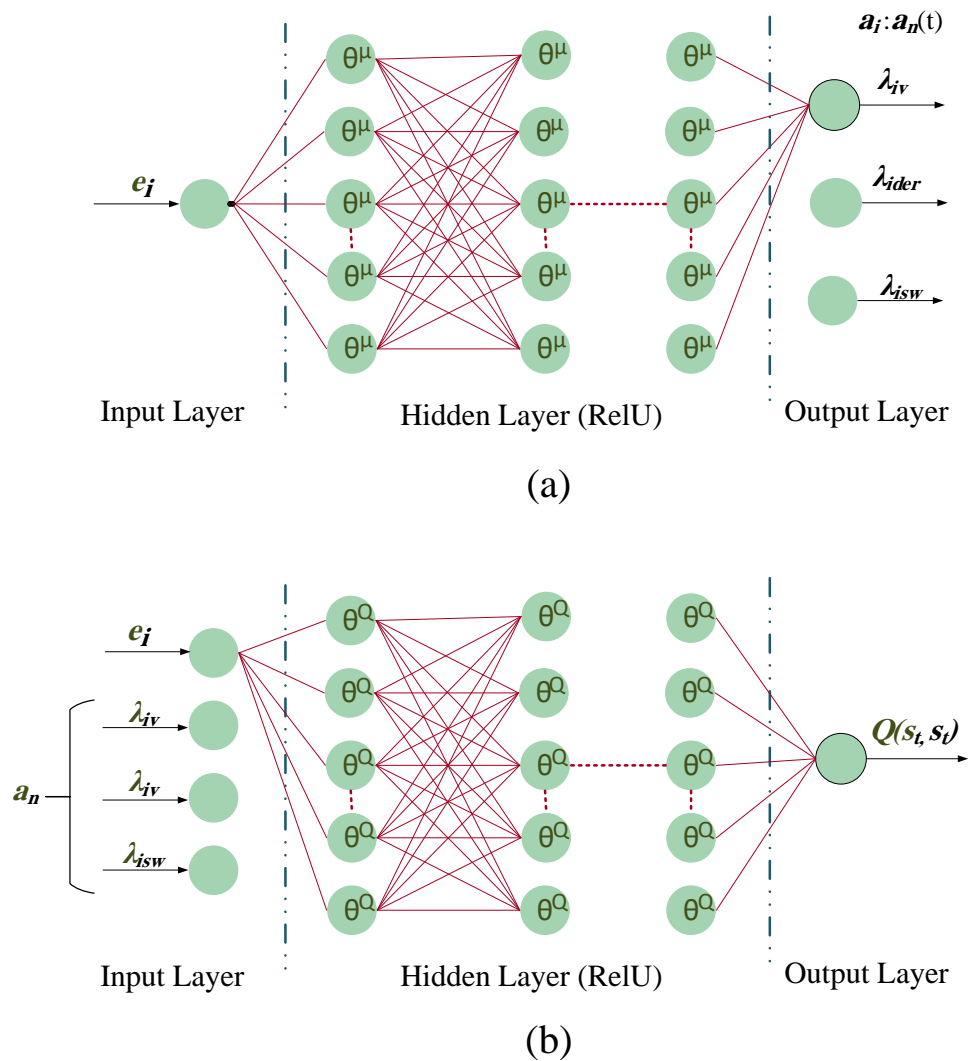 a_i : a_n(t)
θ^μ θ^μ θ^μ
λ_iv
θ^μ θ^μ θ^μ
e_i
θ^μ θ^μ θ^μ
λ_ider
θ^μ θ^μ θ^μ
λ_isw
θ^μ θ^μ θ^μ
Input Layer Hidden Layer (RelU) Output Layer
(a)
θ^Q θ^Q θ^Q
e_i
θ^Q θ^Q θ^Q
λ_iv
θ^Q θ^Q θ^Q
Q(s_t, s_t)
a_n
λ_iv
θ^Q θ^Q θ^Q
λ_isw
θ^Q θ^Q θ^Q
Input Layer Hidden Layer (RelU) Output Layer
(b)